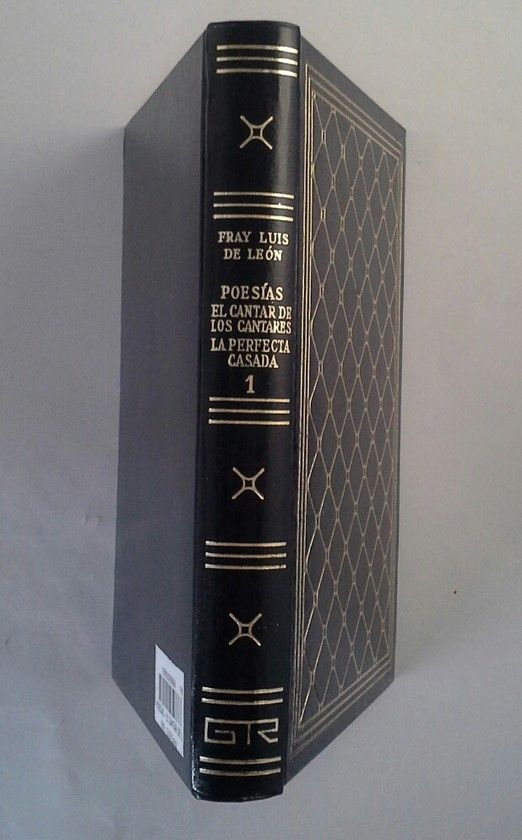 FRAY LUIS
DE LEÓN
POESÍAS
EL CANTAR DE
LOS CANTARES
LA PERFECTA
CASADA
1
GTR